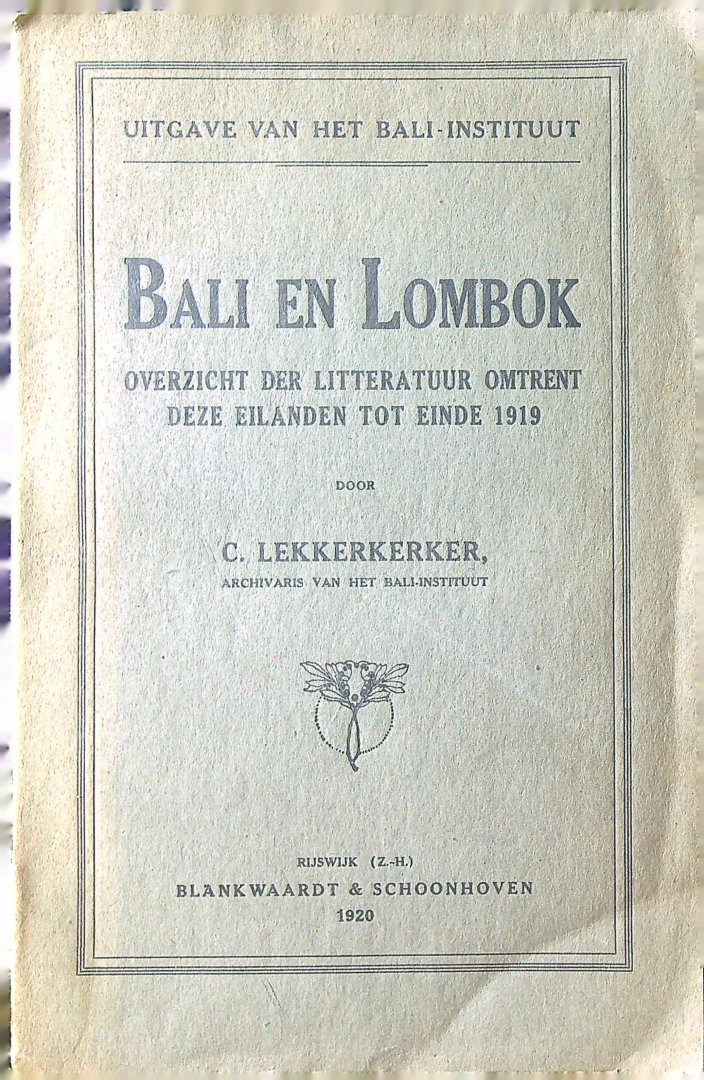 UITGAVE VAN HET BALI-INSTITUUT
BALI EN LOMBOK
OVERZICHT DER LITTERATUUR OMTRENT
DEZE EILANDEN TOT EINDE 1919
DOOR
C. LEKKERKERKER,
ARCHIVARIS VAN HET BALI-INSTITUUT
RIJSWIJK (Z.-H.)
BLANKWAARDT & SCHOONHOVEN
1920